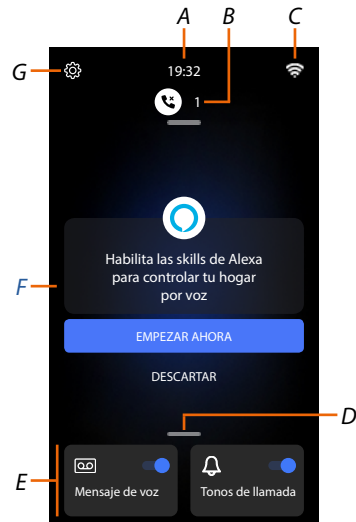 A
B
C
G
19:32
1
Habilita las skills de Alexa
para controlar tu hogar
por voz
F
EMPEZAR AHORA
DESCARTAR
D
E
Mensaje de voz
Tonos de llamada